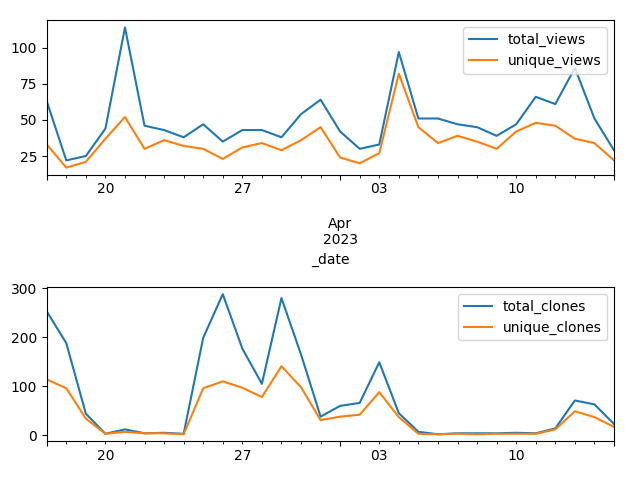 total_views
unique_views
100
75
50
25
20 27 03 10
Apr
2023
_date
total_clones
unique_clones
300
200
100
0
20 27 03 10